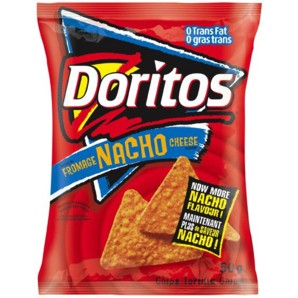 0 Trans Fat
0 gras trans
Doritos
FROMAGE NACHO CHEESE
NOW MORE
NACHO
FLAVOUR !
MAINTENANT
PLUS de SAVEUR
NACHO !